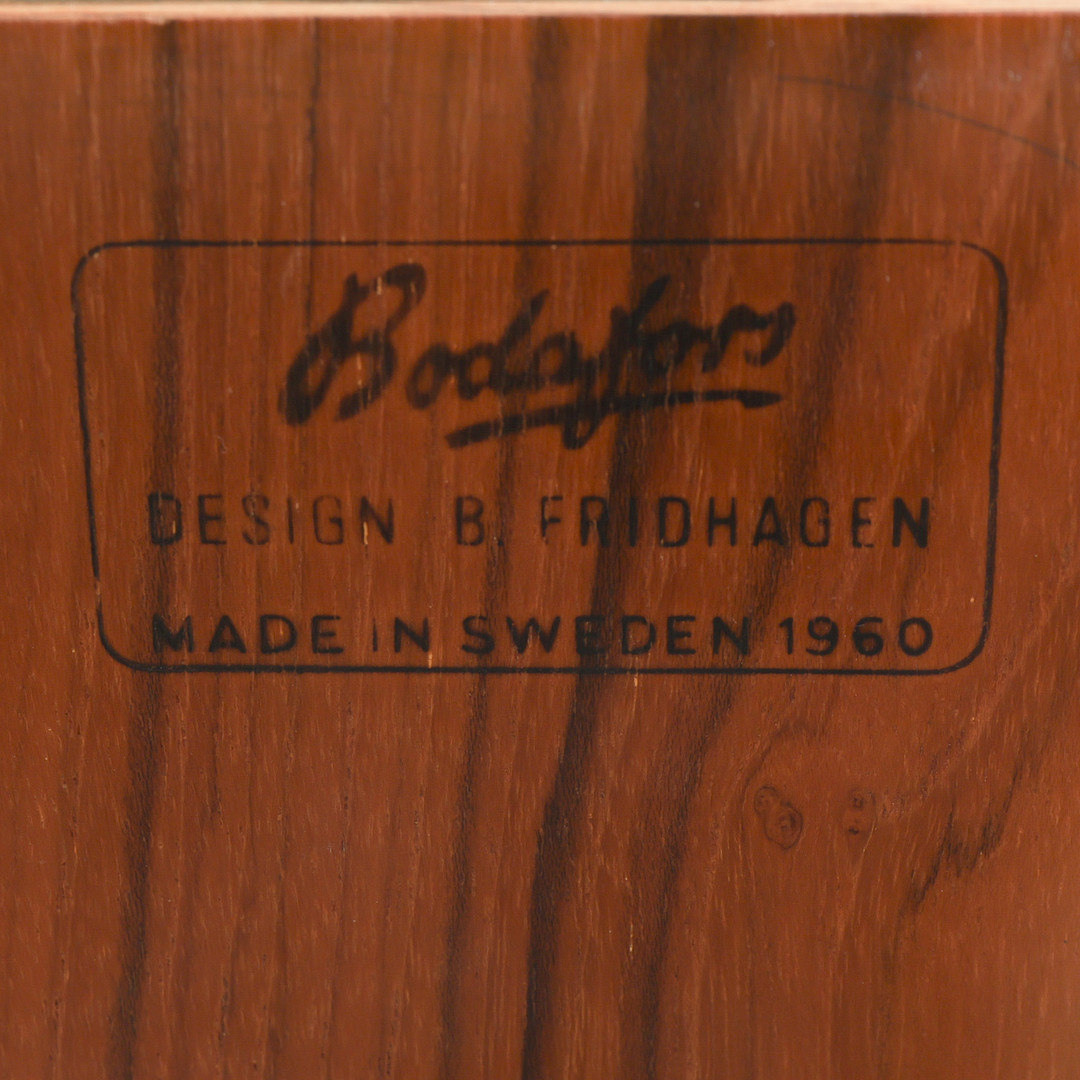 Bodafors
DESIGN B. FRIDHAGEN
MADE IN SWEDEN 1960